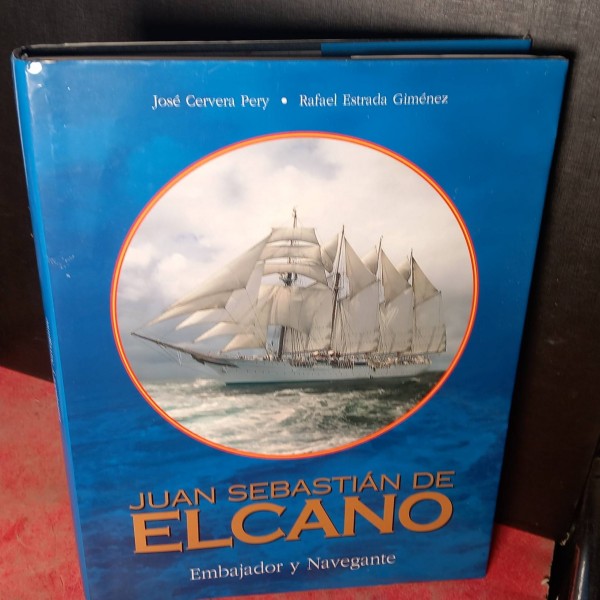 José Cervera Pery • Rafael Estrada Giménez
JUAN SEBASTIÁN DE
ELCANO
Embajador y Navegante